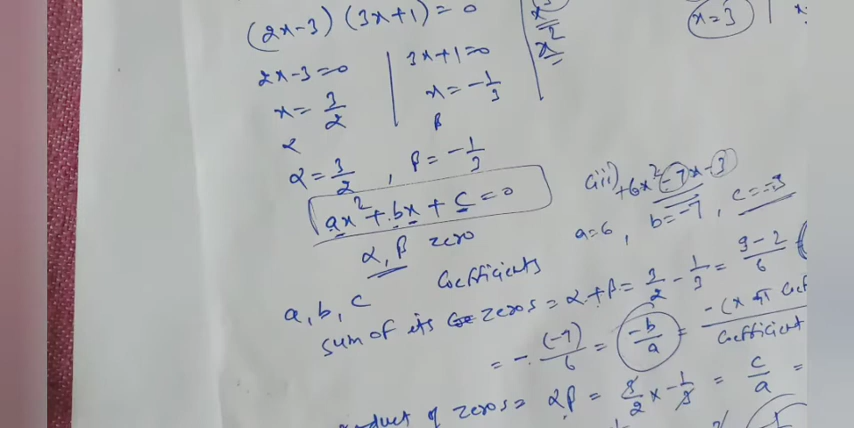 (2x-3) (3x+1) = 0
2x-3=0 | 3x+1=0
x = 3/2 | x = -1/3
α β
α = 3/2 , β = -1/3
ax² + bx + c = 0
α, β zero
a, b, c Coefficients
x=3
(iii) +6x² -7x -3
a=6 , b=-7 , c=-3
sum of its zeros = α+β = 3/2 - 1/3 = 9-2/6
= -(-7)/6 = -b/a =
Coefficient
of zeros = αβ = 3/2 x -1/3 = c/a =